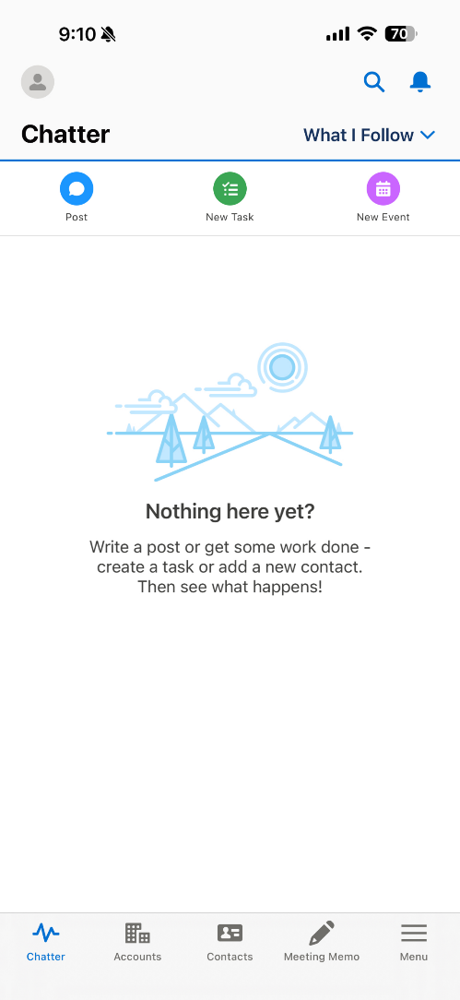 9:10
70
Chatter
What I Follow
Post
New Task
New Event
Nothing here yet?
Write a post or get some work done -
create a task or add a new contact.
Then see what happens!
Chatter
Accounts
Contacts
Meeting Memo
Menu